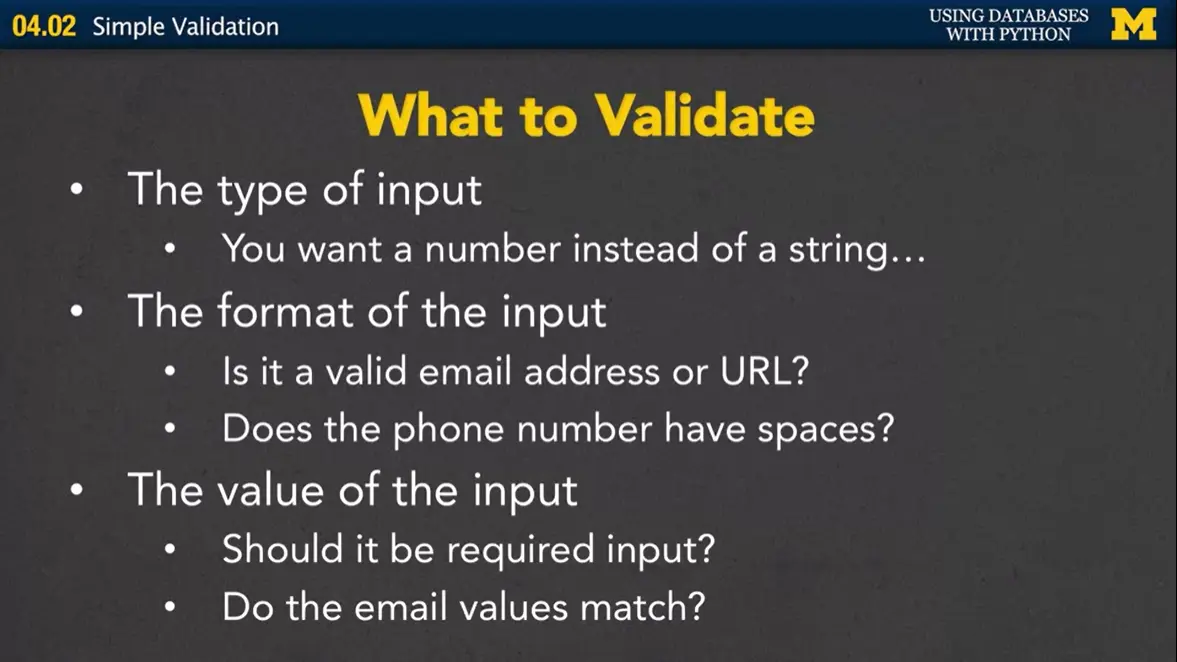 04.02 Simple Validation
USING DATABASES
WITH PYTHON
M
What to Validate
• The type of input
• You want a number instead of a string…
• The format of the input
• Is it a valid email address or URL?
• Does the phone number have spaces?
• The value of the input
• Should it be required input?
• Do the email values match?